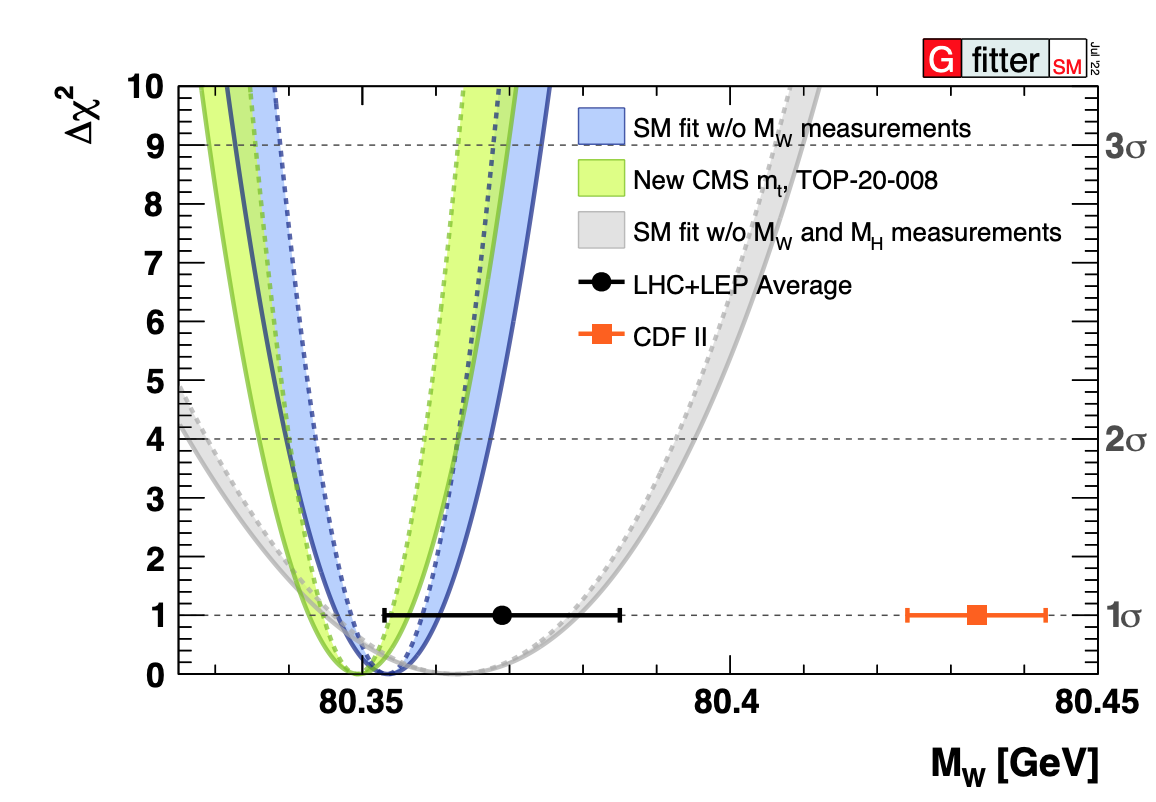 G fitter SM Jul '22
Δχ²
10
9
8
7
6
5
4
3
2
1
0
3σ
2σ
1σ
SM fit w/o M_W measurements
New CMS m_t, TOP-20-008
SM fit w/o M_W and M_H measurements
LHC+LEP Average
CDF II
80.35 80.4 80.45
M_W [GeV]